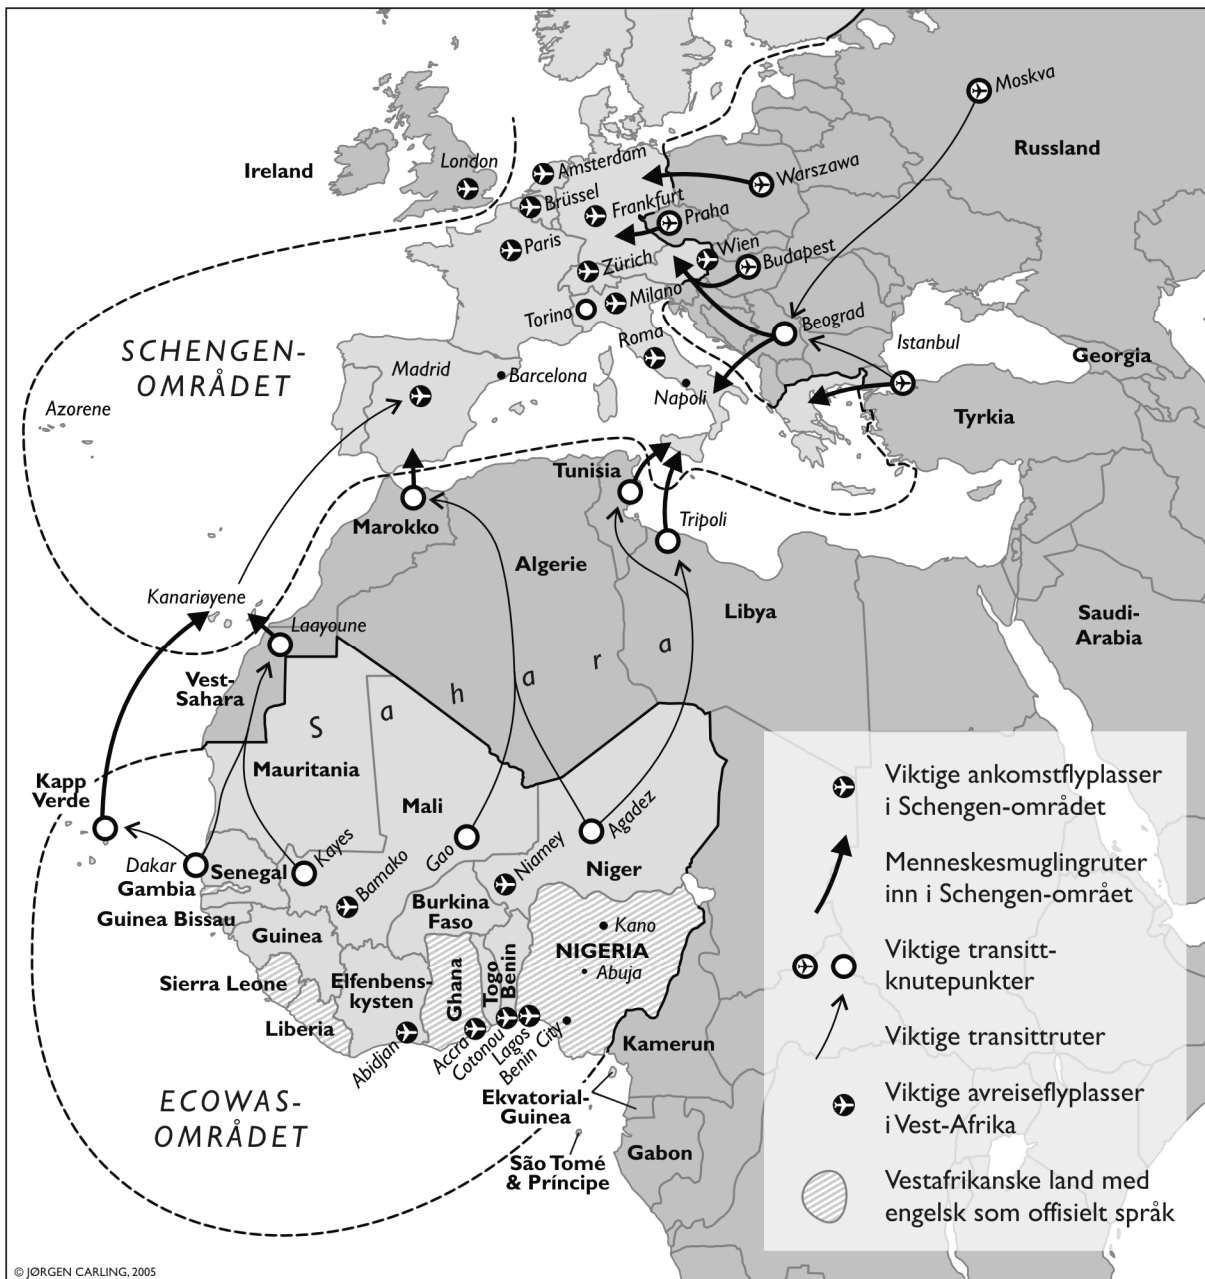 Moskva
Russland
Ireland
London
Amsterdam
Brüssel
Frankfurt
Warszawa
Praha
Paris
Zürich
Wien
Budapest
Torino
Milano
Beograd
Istanbul
Georgia
Roma
SCHENGEN-
OMRÅDET
Madrid
Barcelona
Napoli
Tyrkia
Azorene
Tunisia
Marokko
Tripoli
Algerie
Kanariøyene
Laayoune
Libya
Saudi-
Arabia
Vest-
Sahara
S a h a r a
Mauritania
Kapp
Verde
Mali
Agadez
Gao
Kayes
Niamey
Dakar
Senegal
Bamako
Niger
Gambia
Guinea Bissau
Burkina
Faso
Guinea
Kano
NIGERIA
Abuja
Sierra Leone
Elfenbens-
kysten
Ghana
Togo
Benin
Liberia
Abidjan
Accra
Cotonou
Lagos
Benin City
Kamerun
ECOWAS-
OMRÅDET
Ekvatorial-
Guinea
Gabon
São Tomé
& Príncipe
Viktige ankomstflyplasser
i Schengen-området
Menneskesmuglingruter
inn i Schengen-områet
Viktige transitt-
knutepunkter
Viktige transittruter
Viktige avreiseflyplasser
i Vest-Afrika
Vestafrikanske land med
engelsk som offisielt språk
© JØRGEN CARLING, 2005